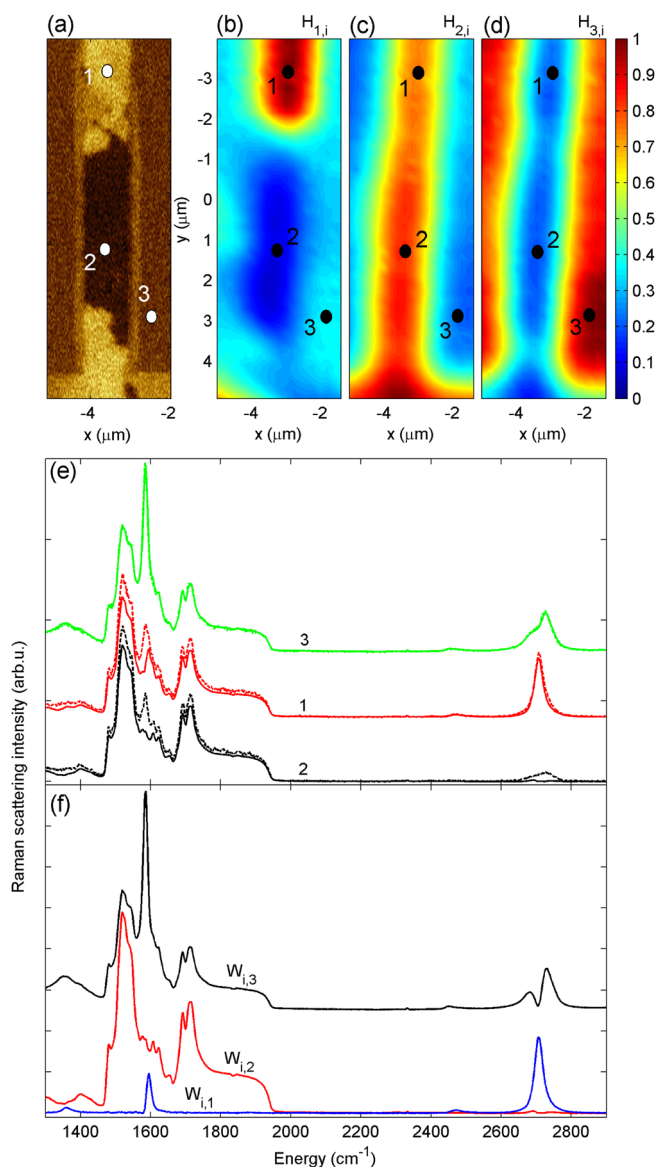 (a) (b) H1,i (c) H2,i (d) H3,i
1 1 1 1
2 2 2 2
3 3 3 3
-3
-2
-1
0
1
2
3
4
y (μm)
1
0.9
0.8
0.7
0.6
0.5
0.4
0.3
0.2
0.1
0
-4 -2 -4 -2 -4 -2 -4 -2
x (μm) x (μm) x (μm) x (μm)
(e)
3
1
2
(f)
Wi,3
Wi,2
Wi,1
Raman scattering intensity (arb.u.)
1400 1600 1800 2000 2200 2400 2600 2800
Energy (cm-1)